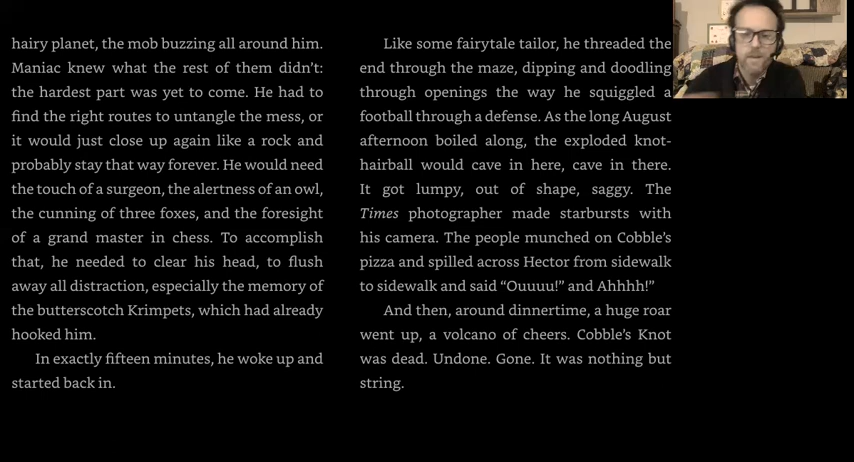 hairy planet, the mob buzzing all around him.
Maniac knew what the rest of them didn’t:
the hardest part was yet to come. He had to
find the right routes to untangle the mess, or
it would just close up again like a rock and
probably stay that way forever. He would need
the touch of a surgeon, the alertness of an owl,
the cunning of three foxes, and the foresight
of a grand master in chess. To accomplish
that, he needed to clear his head, to flush
away all distraction, especially the memory of
the butterscotch Krimpets, which had already
hooked him.
In exactly fifteen minutes, he woke up and
started back in.
Like some fairytale tailor, he threaded the
end through the maze, dipping and doodling
through openings the way he squiggled a
football through a defense. As the long August
afternoon boiled along, the exploded knot-
hairball would cave in here, cave in there.
It got lumpy, out of shape, saggy. The
Times photographer made starbursts with
his camera. The people munched on Cobble’s
pizza and spilled across Hector from sidewalk
to sidewalk and said “Ouuuu!” and Ahhhh!”
And then, around dinnertime, a huge roar
went up, a volcano of cheers. Cobble’s Knot
was dead. Undone. Gone. It was nothing but
string.